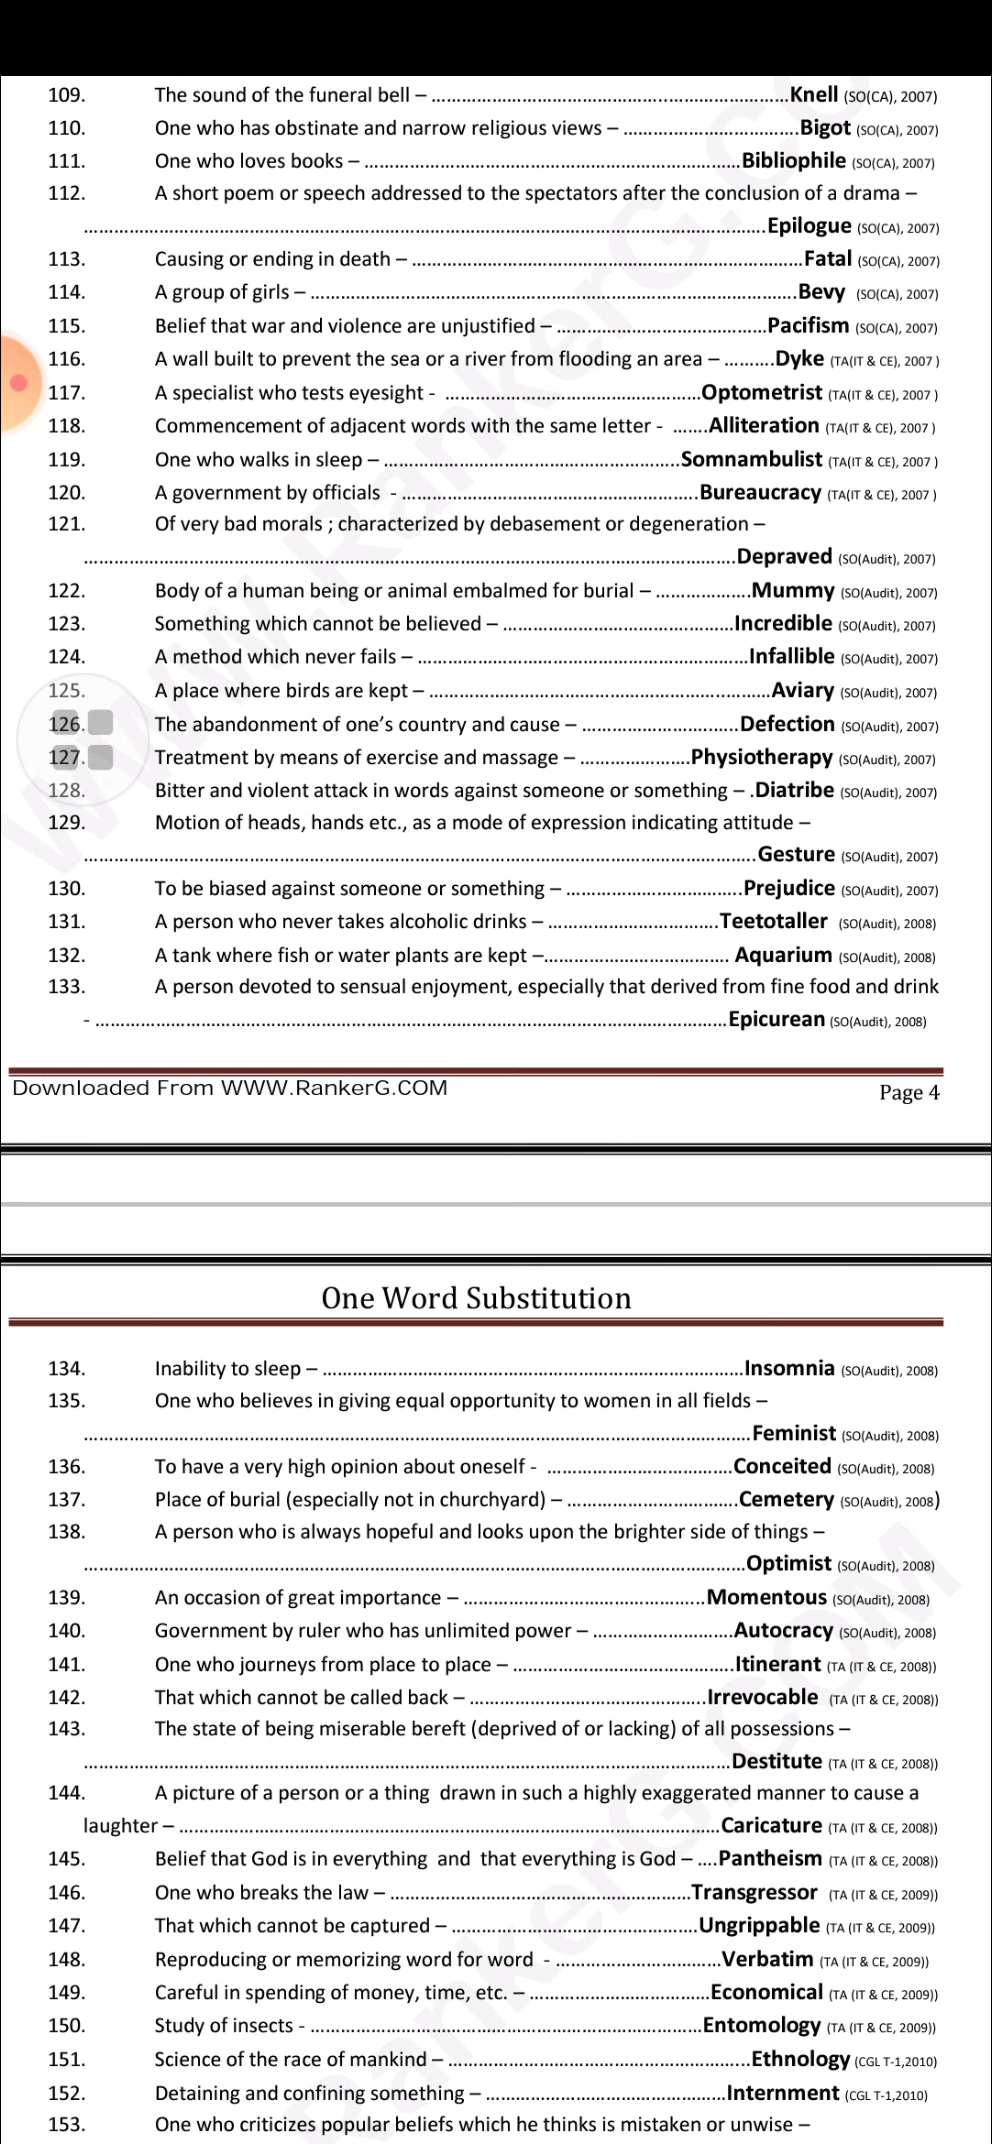 109. The sound of the funeral bell – ......................................................................Knell (SO(CA), 2007)
110. One who has obstinate and narrow religious views – ..................................Bigot (SO(CA), 2007)
111. One who loves books – .........................................................................Bibliophile (SO(CA), 2007)
112. A short poem or speech addressed to the spectators after the conclusion of a drama –
......................................................................................................................................Epilogue (SO(CA), 2007)
113. Causing or ending in death – ............................................................................Fatal (SO(CA), 2007)
114. A group of girls – ...............................................................................................Bevy (SO(CA), 2007)
115. Belief that war and violence are unjustified – .........................................Pacifism (SO(CA), 2007)
116. A wall built to prevent the sea or a river from flooding an area – ..........Dyke (TA(IT & CE), 2007 )
117. A specialist who tests eyesight - ..................................................Optometrist (TA(IT & CE), 2007 )
118. Commencement of adjacent words with the same letter - .......Alliteration (TA(IT & CE), 2007 )
119. One who walks in sleep – ..........................................................Somnambulist (TA(IT & CE), 2007 )
120. A government by officials - ..........................................................Bureaucracy (TA(IT & CE), 2007 )
121. Of very bad morals ; characterized by debasement or degeneration –
................................................................................................................................Depraved (SO(Audit), 2007)
122. Body of a human being or animal embalmed for burial – ...................Mummy (SO(Audit), 2007)
123. Something which cannot be believed – .............................................Incredible (SO(Audit), 2007)
124. A method which never fails – .................................................................Infallible (SO(Audit), 2007)
125. A place where birds are kept – ...................................................................Aviary (SO(Audit), 2007)
126. The abandonment of one’s country and cause – ...............................Defection (SO(Audit), 2007)
127. Treatment by means of exercise and massage – ......................Physiotherapy (SO(Audit), 2007)
128. Bitter and violent attack in words against someone or something – .Diatribe (SO(Audit), 2007)
129. Motion of heads, hands etc., as a mode of expression indicating attitude –
....................................................................................................................................Gesture (SO(Audit), 2007)
130. To be biased against someone or something – ...................................Prejudice (SO(Audit), 2007)
131. A person who never takes alcoholic drinks – ..................................Teetotaller (SO(Audit), 2008)
132. A tank where fish or water plants are kept –.................................... Aquarium (SO(Audit), 2008)
133. A person devoted to sensual enjoyment, especially that derived from fine food and drink
- ............................................................................................................................Epicurean (SO(Audit), 2008)
Downloaded From WWW.RankerG.COM
Page 4
One Word Substitution
134. Inability to sleep – ..................................................................................Insomnia (SO(Audit), 2008)
135. One who believes in giving equal opportunity to women in all fields –
...................................................................................................................................Feminist (SO(Audit), 2008)
136. To have a very high opinion about oneself - .....................................Conceited (SO(Audit), 2008)
137. Place of burial (especially not in churchyard) – ..................................Cemetery (SO(Audit), 2008)
138. A person who is always hopeful and looks upon the brighter side of things –
..................................................................................................................................Optimist (SO(Audit), 2008)
139. An occasion of great importance – ................................................Momentous (SO(Audit), 2008)
140. Government by ruler who has unlimited power – ............................Autocracy (SO(Audit), 2008)
141. One who journeys from place to place – ............................................Itinerant (TA (IT & CE, 2008))
142. That which cannot be called back – ...............................................Irrevocable (TA (IT & CE, 2008))
143. The state of being miserable bereft (deprived of or lacking) of all possessions –
...............................................................................................................................Destitute (TA (IT & CE, 2008))
144. A picture of a person or a thing drawn in such a highly exaggerated manner to cause a
laughter – ...........................................................................................................Caricature (TA (IT & CE, 2008))
145. Belief that God is in everything and that everything is God – ....Pantheism (TA (IT & CE, 2008))
146. One who breaks the law – ...........................................................Transgressor (TA (IT & CE, 2009))
147. That which cannot be captured – .................................................Ungrippable (TA (IT & CE, 2009))
148. Reproducing or memorizing word for word - .................................Verbatim (TA (IT & CE, 2009))
149. Careful in spending of money, time, etc. – ....................................Economical (TA (IT & CE, 2009))
150. Study of insects - .............................................................................Entomology (TA (IT & CE, 2009))
151. Science of the race of mankind – ...........................................................Ethnology (CGL T-1,2010)
152. Detaining and confining something – ...............................................Internment (CGL T-1,2010)
153. One who criticizes popular beliefs which he thinks is mistaken or unwise –
WWW.RankerG.COM